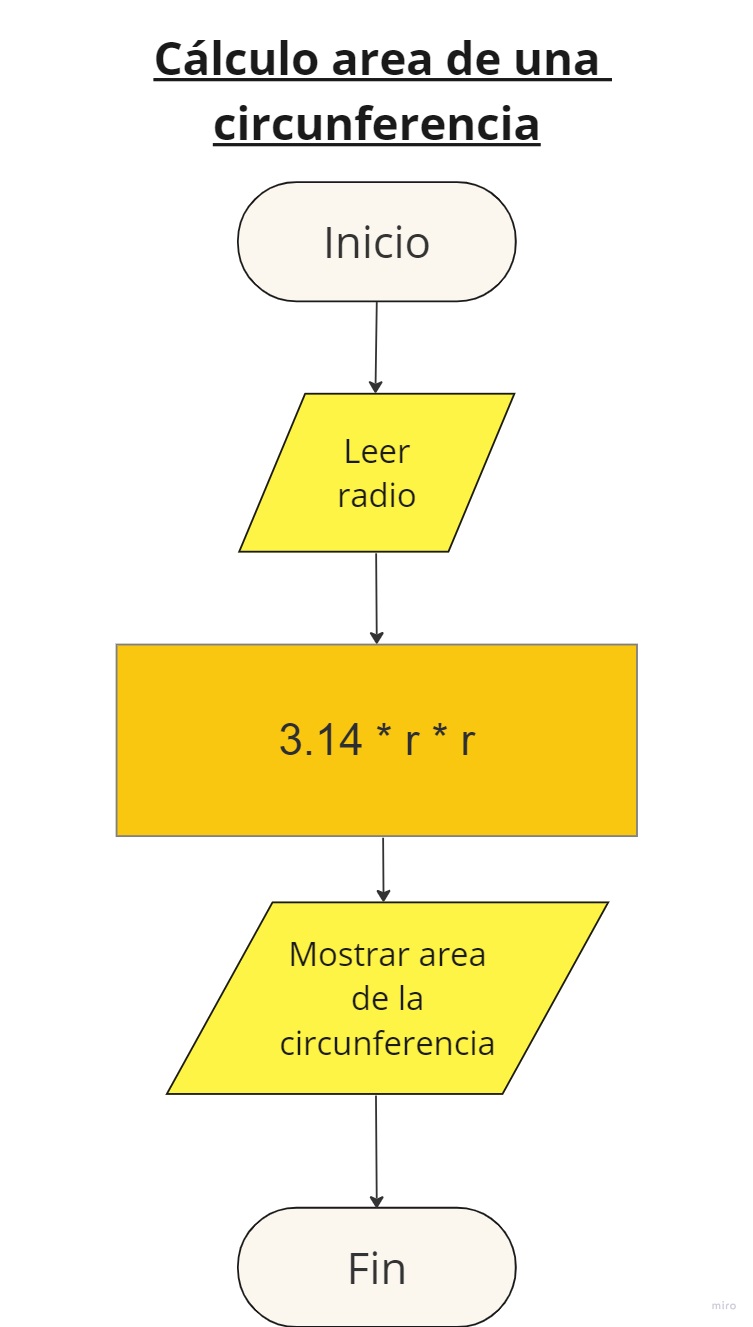 Cálculo area de una
circunferencia
Inicio
Leer
radio
3.14 * r * r
Mostrar area
de la
circunferencia
Fin
miro